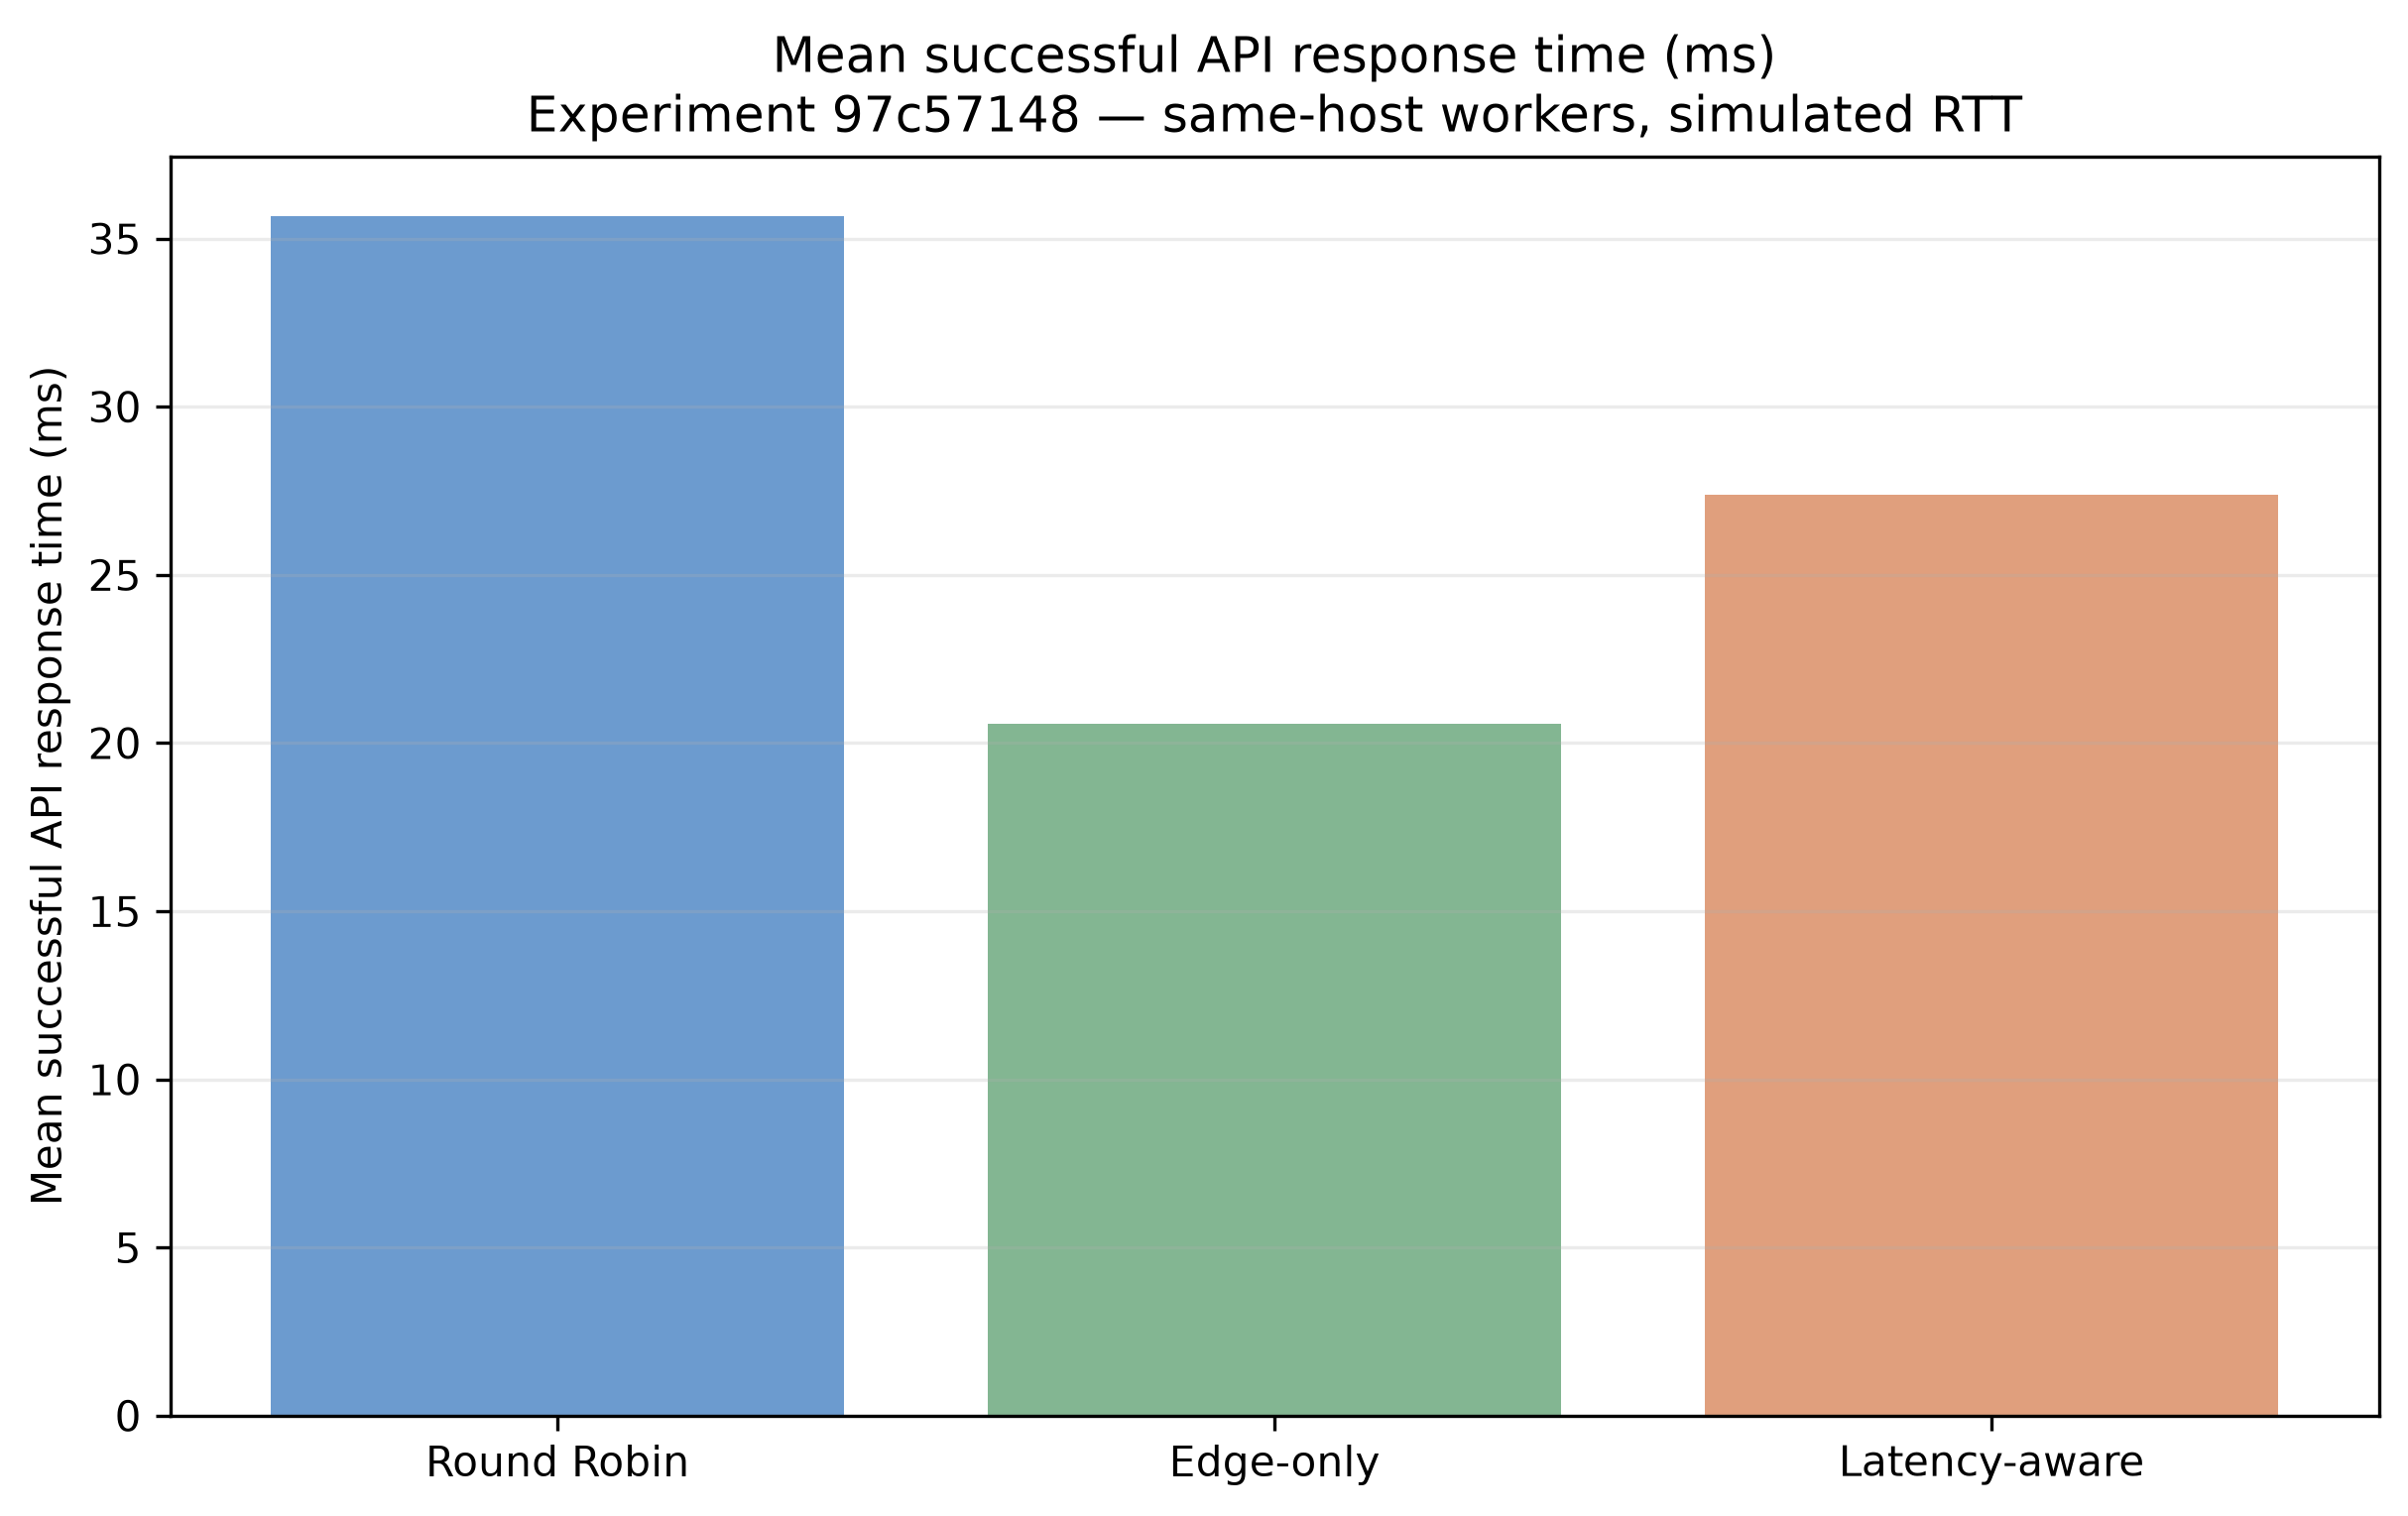 Mean successful API response time (ms)
Experiment 97c57148 — same-host workers, simulated RTT
Mean successful API response time (ms)
35
30
25
20
15
10
5
0
Round Robin
Edge-only
Latency-aware